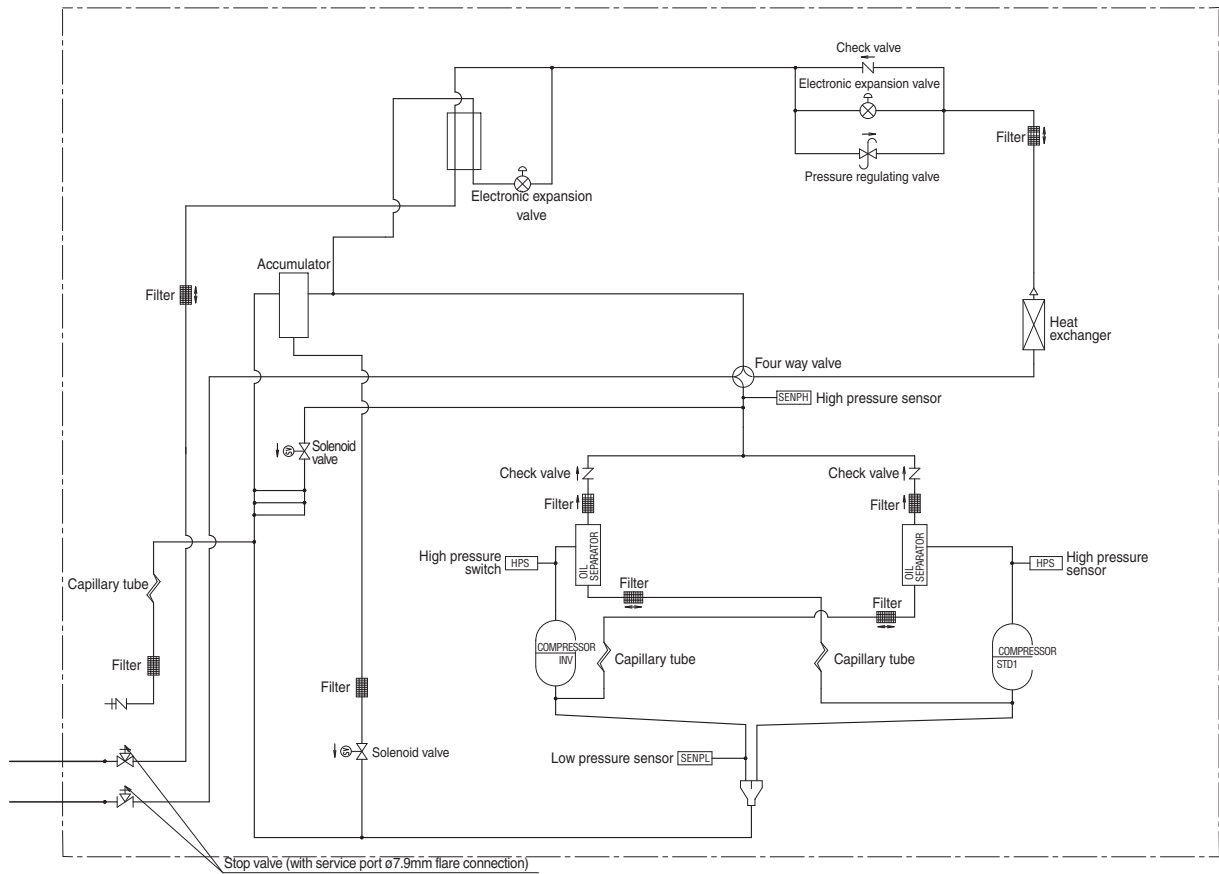 Check valve
Electronic expansion valve
Filter
Pressure regulating valve
Electronic expansion
valve
Accumulator
Filter
Heat
exchanger
Four way valve
SENPH High pressure sensor
SV Solenoid
valve
Check valve
Check valve
Filter
Filter
OIL
SEPARATOR
OIL
SEPARATOR
High pressure
switch
HPS
HPS
High pressure
sensor
Capillary tube
Filter
Filter
COMPRESSOR
INV
Capillary tube
Capillary tube
COMPRESSOR
STD1
Filter
Filter
SV Solenoid valve
Low pressure sensor SENPL
Stop valve (with service port ø7.9mm flare connection)